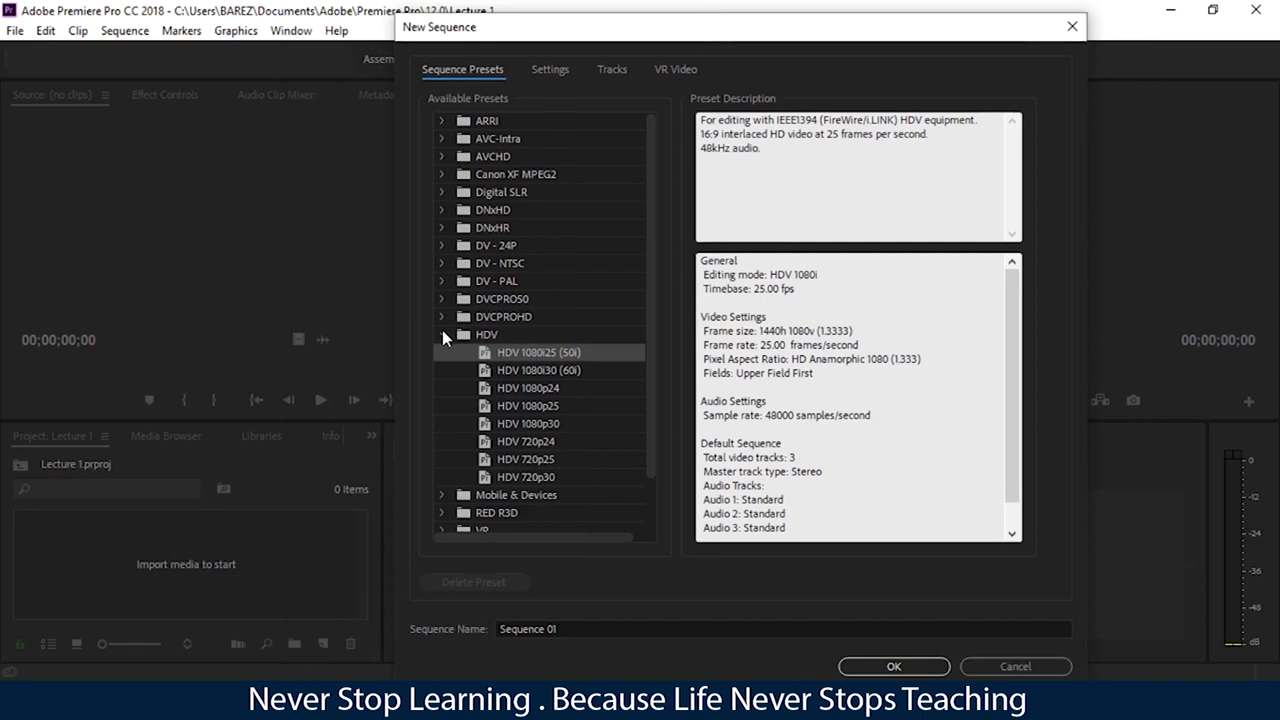 Adobe Premiere Pro CC 2018 - C:\Users\BAREZ\Documents\Adobe\Premiere Pro\12.0\Lecture 1
File Edit Clip Sequence Markers Graphics Window Help
Assem
Source: (no clips) Effect Controls Audio Clip Mixer: Metada
00;00;00;00
00;00;00;00
Project: Lecture 1 Media Browser Libraries Info
Lecture 1.prproj
0 Items
Import media to start
New Sequence
Sequence Presets Settings Tracks VR Video
Available Presets
ARRI
AVC-Intra
AVCHD
Canon XF MPEG2
Digital SLR
DNxHD
DNxHR
DV - 24P
DV - NTSC
DV - PAL
DVCPRO50
DVCPROHD
HDV
HDV 1080i25 (50i)
HDV 1080i30 (60i)
HDV 1080p24
HDV 1080p25
HDV 1080p30
HDV 720p24
HDV 720p25
HDV 720p30
Mobile & Devices
RED R3D
VR
Delete Preset
Preset Description
For editing with IEEE1394 (FireWire/i.LINK) HDV equipment.
16:9 interlaced HD video at 25 frames per second.
48kHz audio.
General
Editing mode: HDV 1080i
Timebase: 25.00 fps
Video Settings
Frame size: 1440h 1080v (1.3333)
Frame rate: 25.00 frames/second
Pixel Aspect Ratio: HD Anamorphic 1080 (1.333)
Fields: Upper Field First
Audio Settings
Sample rate: 48000 samples/second
Default Sequence
Total video tracks: 3
Master track type: Stereo
Audio Tracks:
Audio 1: Standard
Audio 2: Standard
Audio 3: Standard
Sequence Name: Sequence 01
OK Cancel
0
-12
-24
-36
-48
dB
Never Stop Learning . Because Life Never Stops Teaching